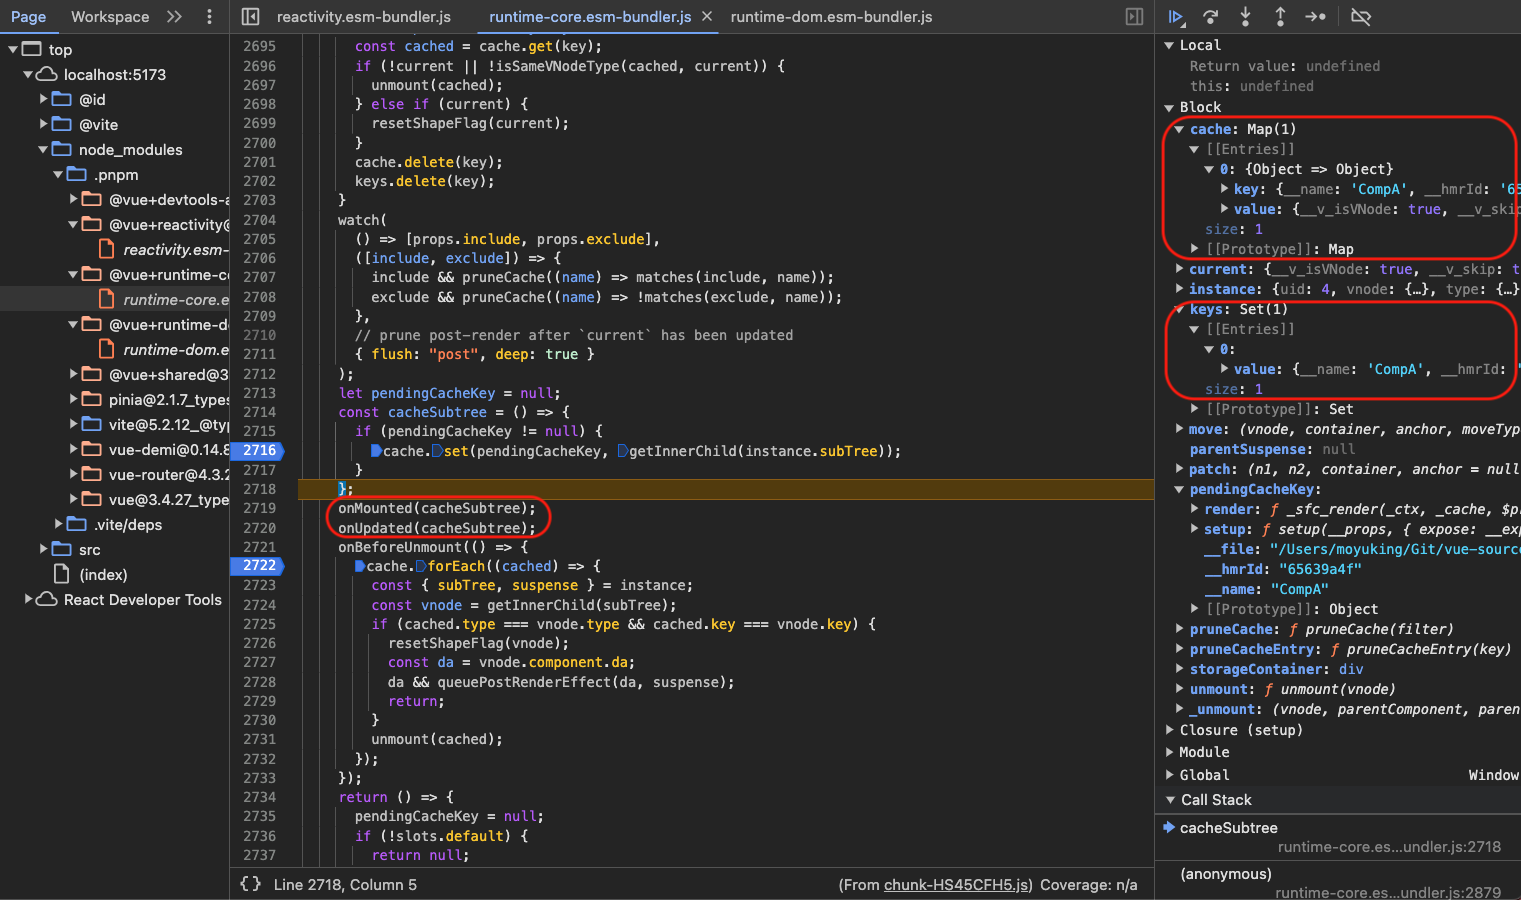 Page Workspace
top
localhost:5173
@id
@vite
node_modules
.pnpm
@vue+devtools-a
@vue+reactivity@
reactivity.esm-
@vue+runtime-c
runtime-core.e
@vue+runtime-d
runtime-dom.e
@vue+shared@3
pinia@2.1.7_types
vite@5.2.12_@typ
vue-demi@0.14.8
vue-router@4.3.2
vue@3.4.27_type
.vite/deps
src
(index)
React Developer Tools
reactivity.esm-bundler.js runtime-core.esm-bundler.js runtime-dom.esm-bundler.js
2695 const cached = cache.get(key);
2696 if (!current || !isSameVNodeType(cached, current)) {
2697 unmount(cached);
2698 } else if (current) {
2699 resetShapeFlag(current);
2700 }
2701 cache.delete(key);
2702 keys.delete(key);
2703 }
2704 watch(
2705 () => [props.include, props.exclude],
2706 ([include, exclude]) => {
2707 include && pruneCache((name) => matches(include, name));
2708 exclude && pruneCache((name) => !matches(exclude, name));
2709 },
2710 // prune post-render after `current` has been updated
2711 { flush: "post", deep: true }
2712 );
2713 let pendingCacheKey = null;
2714 const cacheSubtree = () => {
2715 if (pendingCacheKey != null) {
2716 cache.set(pendingCacheKey, getInnerChild(instance.subTree));
2717 }
2718 };
2719 onMounted(cacheSubtree);
2720 onUpdated(cacheSubtree);
2721 onBeforeUnmount(() => {
2722 cache.forEach((cached) => {
2723 const { subTree, suspense } = instance;
2724 const vnode = getInnerChild(subTree);
2725 if (cached.type === vnode.type && cached.key === vnode.key) {
2726 resetShapeFlag(vnode);
2727 const da = vnode.component.da;
2728 da && queuePostRenderEffect(da, suspense);
2729 return;
2730 }
2731 unmount(cached);
2732 });
2733 });
2734 return () => {
2735 pendingCacheKey = null;
2736 if (!slots.default) {
2737 return null;
{} Line 2718, Column 5 (From chunk-HS45CFH5.js) Coverage: n/a
Local
Return value: undefined
this: undefined
Block
cache: Map(1)
[[Entries]]
0: {Object => Object}
key: {__name: 'CompA', __hmrId: '65
value: {__v_isVNode: true, __v_skip
size: 1
[[Prototype]]: Map
current: {__v_isVNode: true, __v_skip: t
instance: {uid: 4, vnode: {…}, type: {…}
keys: Set(1)
[[Entries]]
0:
value: {__name: 'CompA', __hmrId: '
size: 1
[[Prototype]]: Set
move: (vnode, container, anchor, moveTyp
parentSuspense: null
patch: (n1, n2, container, anchor = null
pendingCacheKey:
render: ƒ _sfc_render(_ctx, _cache, $p
setup: ƒ setup(__props, { expose: __exp
__file: "/Users/moyuking/Git/vue-sourc
__hmrId: "65639a4f"
__name: "CompA"
[[Prototype]]: Object
pruneCache: ƒ pruneCache(filter)
pruneCacheEntry: ƒ pruneCacheEntry(key)
storageContainer: div
unmount: ƒ unmount(vnode)
_unmount: (vnode, parentComponent, paren
Closure (setup)
Module
Global Window
Call Stack
cacheSubtree
runtime-core.es…undler.js:2718
(anonymous)
runtime-core.es…undler.js:2879